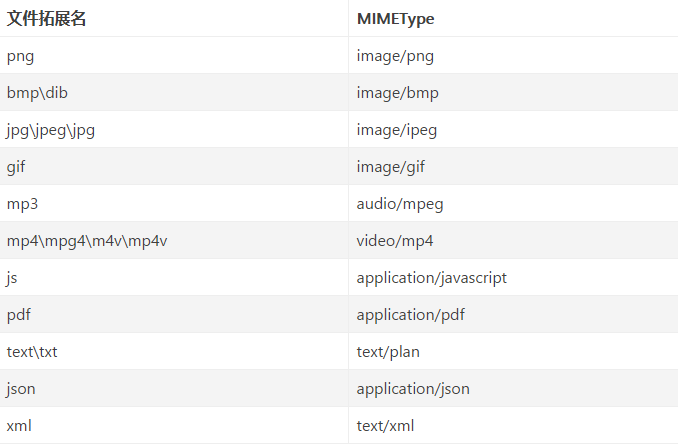 文件拓展名 MIMEType
png image/png
bmp\dib image/bmp
jpg\jpeg\jpg image/ipeg
gif image/gif
mp3 audio/mpeg
mp4\mpg4\m4v\mp4v video/mp4
js application/javascript
pdf application/pdf
text\txt text/plan
json application/json
xml text/xml